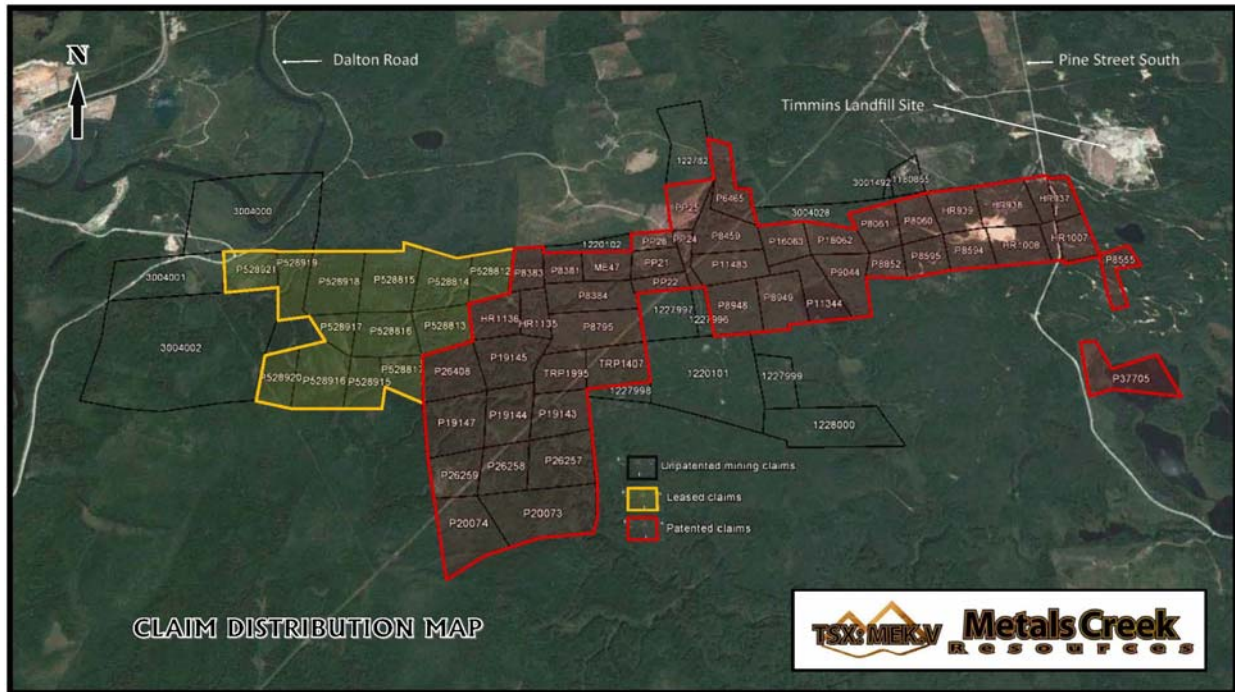 N
Dalton Road
Pine Street South
Timmins Landfill Site
122782
3001492
1180855
3004000
P6465
PP25
3004028
HR939
HR938
HR937
P8061
P8060
1220102
PP26
PP24
P8459
P16063
P16062
HR1007
P528921
P528919
P528918
P528815
P528814
P528812
P8383
P8381
ME47
PP21
P11483
P9044
P8852
P8595
P8594
HR1008
P8555
3004001
PP22
P8384
P8948
P8949
P11344
1227997
1227996
P528917
P528816
P528813
HR1136
HR1135
P8795
3004002
P19145
TRP1407
TRP1995
1220101
1227999
P528916
P528915
P26408
P37705
1227998
P19147
P19144
P19143
1228000
P26259
P26258
P26257
P20074
P20073
Unpatented mining claims
Leased claims
Patented claims
CLAIM DISTRIBUTION MAP
TSX: MEK.V
Metals Creek
Resources